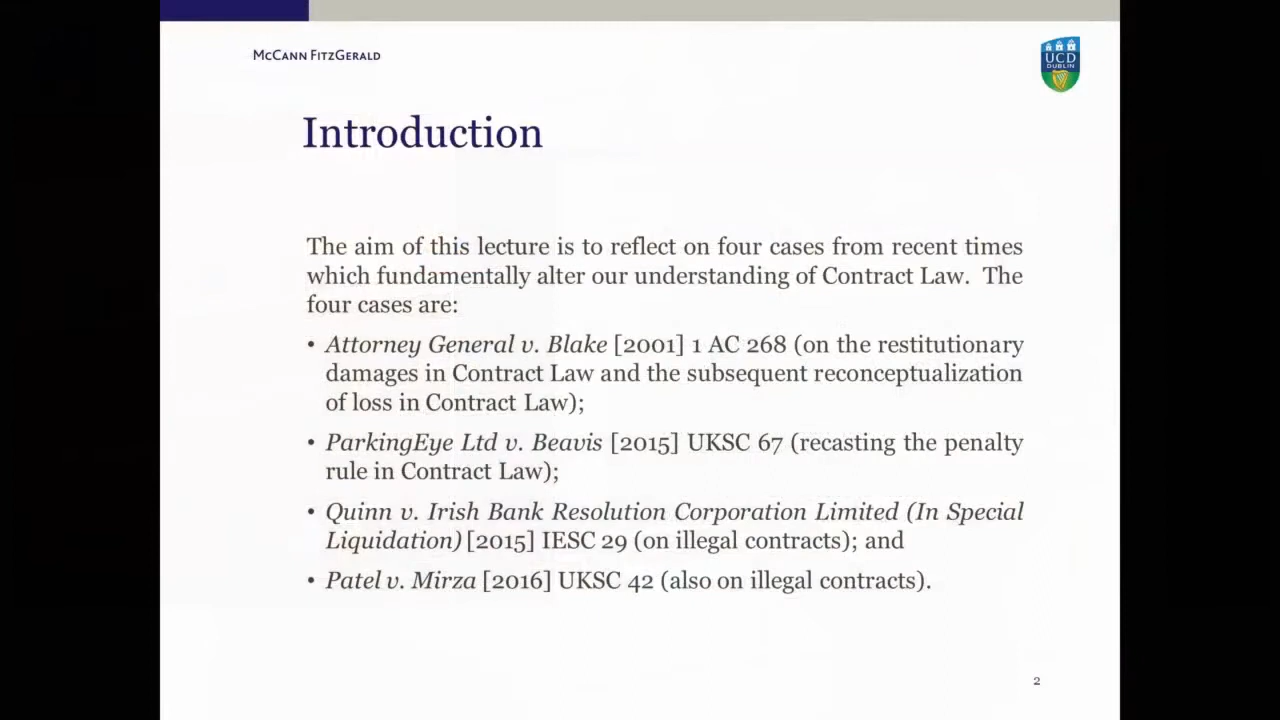 McCann FitzGerald
UCD
DUBLIN
Introduction
The aim of this lecture is to reflect on four cases from recent times
which fundamentally alter our understanding of Contract Law. The
four cases are:
• Attorney General v. Blake [2001] 1 AC 268 (on the restitutionary
damages in Contract Law and the subsequent reconceptualization
of loss in Contract Law);
• ParkingEye Ltd v. Beavis [2015] UKSC 67 (recasting the penalty
rule in Contract Law);
• Quinn v. Irish Bank Resolution Corporation Limited (In Special
Liquidation) [2015] IESC 29 (on illegal contracts); and
• Patel v. Mirza [2016] UKSC 42 (also on illegal contracts).
2